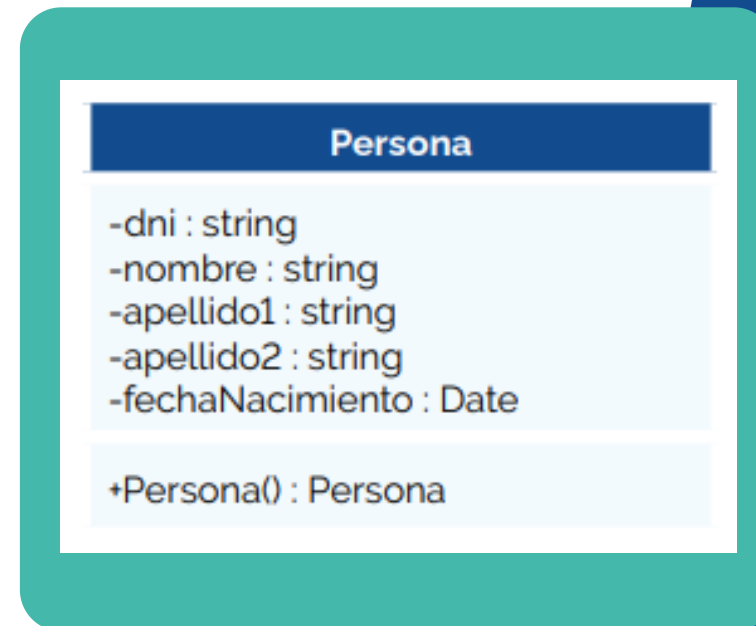 Persona
-dni : string
-nombre : string
-apellido1 : string
-apellido2 : string
-fechaNacimiento : Date
+Persona() : Persona